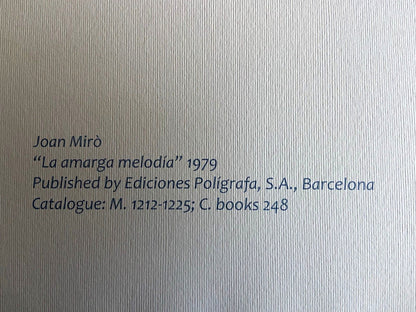 Joan Mirò
“La amarga melodía” 1979
Published by Ediciones Polígrafa, S.A., Barcelona
Catalogue: M. 1212-1225; C. books 248